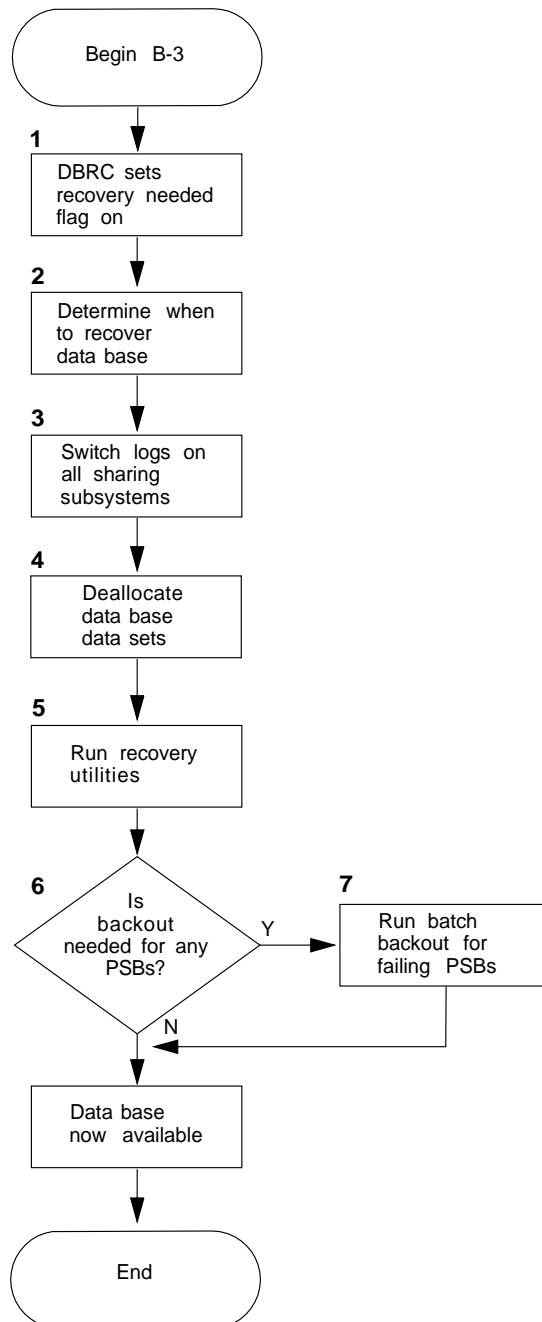 Begin B-3
1
DBRC sets
recovery needed
flag on
2
Determine when
to recover
data base
3
Switch logs on
all sharing
subsystems
4
Deallocate
data base
data sets
5
Run recovery
utilities
6
Is
backout
needed for any
PSBs?
Y
7
Run batch
backout for
failing PSBs
N
Data base
now available
End